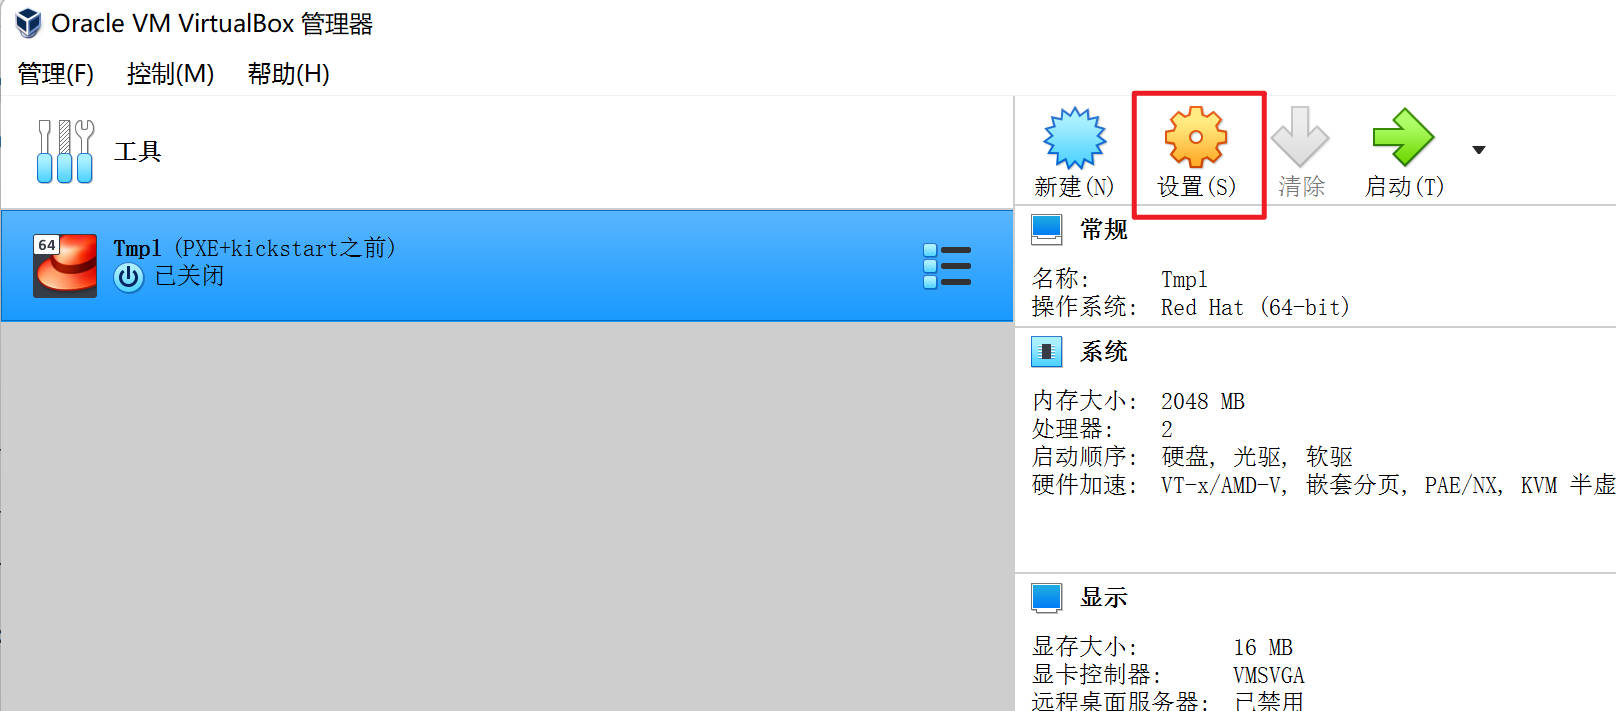 Oracle VM VirtualBox 管理器
管理(F) 控制(M) 帮助(H)
工具
新建(N) 设置(S) 清除 启动(T)
64
Tmpl (PXE+kickstart之前)
已关闭
常规
名称: Tmpl
操作系统: Red Hat (64-bit)
系统
内存大小: 2048 MB
处理器: 2
启动顺序: 硬盘, 光驱, 软驱
硬件加速: VT-x/AMD-V, 嵌套分页, PAE/NX, KVM 半虚
显示
显存大小: 16 MB
显卡控制器: VMSVGA
远程桌面服务器: 已禁用